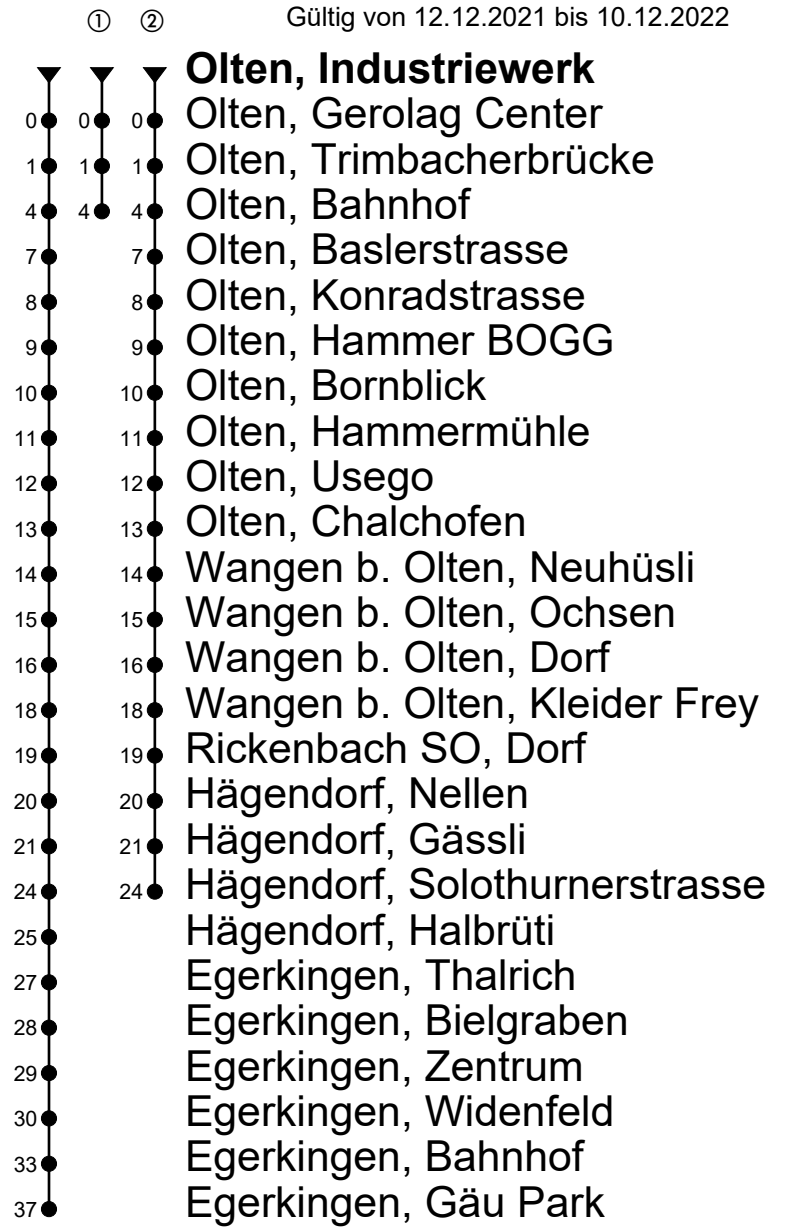 ① ② Gültig von 12.12.2021 bis 10.12.2022
Olten, Industriewerk
0 0 0 Olten, Gerolag Center
1 1 1 Olten, Trimbacherbrücke
4 4 4 Olten, Bahnhof
7 7 Olten, Baslerstrasse
8 8 Olten, Konradstrasse
9 9 Olten, Hammer BOGG
10 10 Olten, Bornblick
11 11 Olten, Hammermühle
12 12 Olten, Usego
13 13 Olten, Chalchofen
14 14 Wangen b. Olten, Neuhüsli
15 15 Wangen b. Olten, Ochsen
16 16 Wangen b. Olten, Dorf
18 18 Wangen b. Olten, Kleider Frey
19 19 Rickenbach SO, Dorf
20 20 Hägendorf, Nellen
21 21 Hägendorf, Gässli
24 24 Hägendorf, Solothurnerstrasse
25 Hägendorf, Halbrüti
27 Egerkingen, Thalrich
28 Egerkingen, Bielgraben
29 Egerkingen, Zentrum
30 Egerkingen, Widenfeld
33 Egerkingen, Bahnhof
37 Egerkingen, Gäu Park